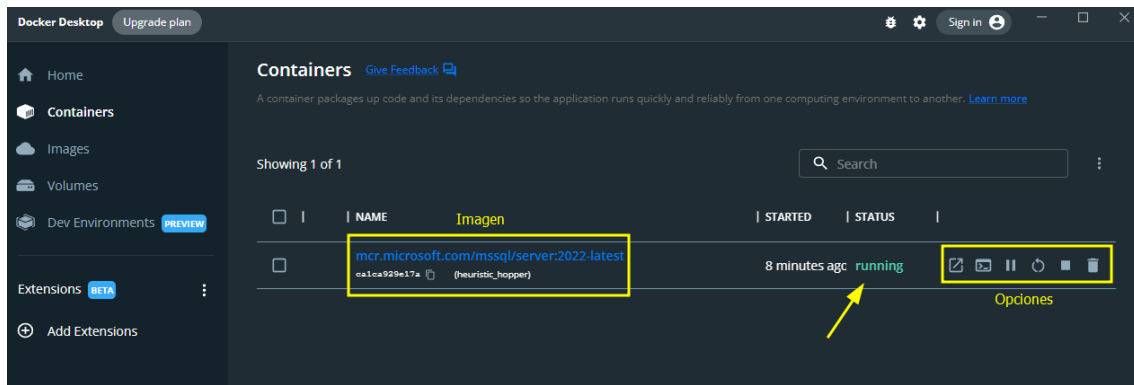 Docker Desktop Upgrade plan Sign in
Home
Containers
Images
Volumes
Dev Environments PREVIEW
Extensions BETA
Add Extensions
Containers Give Feedback
A container packages up code and its dependencies so the application runs quickly and reliably from one computing environment to another. Learn more
Showing 1 of 1 Search
NAME Imagen STARTED STATUS
mcr.microsoft.com/mssql/server:2022-latest
ca1ca929e17a (heuristic_hopper)
8 minutes ago running
Opciones